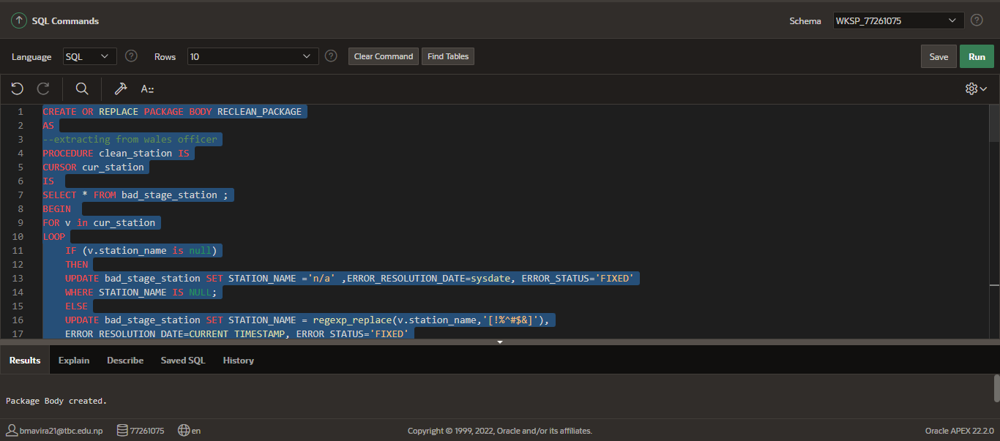 SQL Commands
Schema WKSP_77261075 ?
Language SQL ? Rows 10 ? Clear Command Find Tables Save Run
A::
1 CREATE OR REPLACE PACKAGE BODY RECLEAN_PACKAGE
2 AS
3 --extracting from wales officer
4 PROCEDURE clean_station IS
5 CURSOR cur_station
6 IS
7 SELECT * FROM bad_stage_station ;
8 BEGIN
9 FOR v in cur_station
10 LOOP
11 IF (v.station_name is null)
12 THEN
13 UPDATE bad_stage_station SET STATION_NAME ='n/a' ,ERROR_RESOLUTION_DATE=sysdate, ERROR_STATUS='FIXED'
14 WHERE STATION_NAME IS NULL;
15 ELSE
16 UPDATE bad_stage_station SET STATION_NAME = regexp_replace(v.station_name,'[!%^#$&]'),
17 ERROR_RESOLUTION_DATE=CURRENT_TIMESTAMP, ERROR_STATUS='FIXED'
Results Explain Describe Saved SQL History
Package Body created.
bmavira21@tbc.edu.np 77261075 en Copyright © 1999, 2022, Oracle and/or its affiliates. Oracle APEX 22.2.0